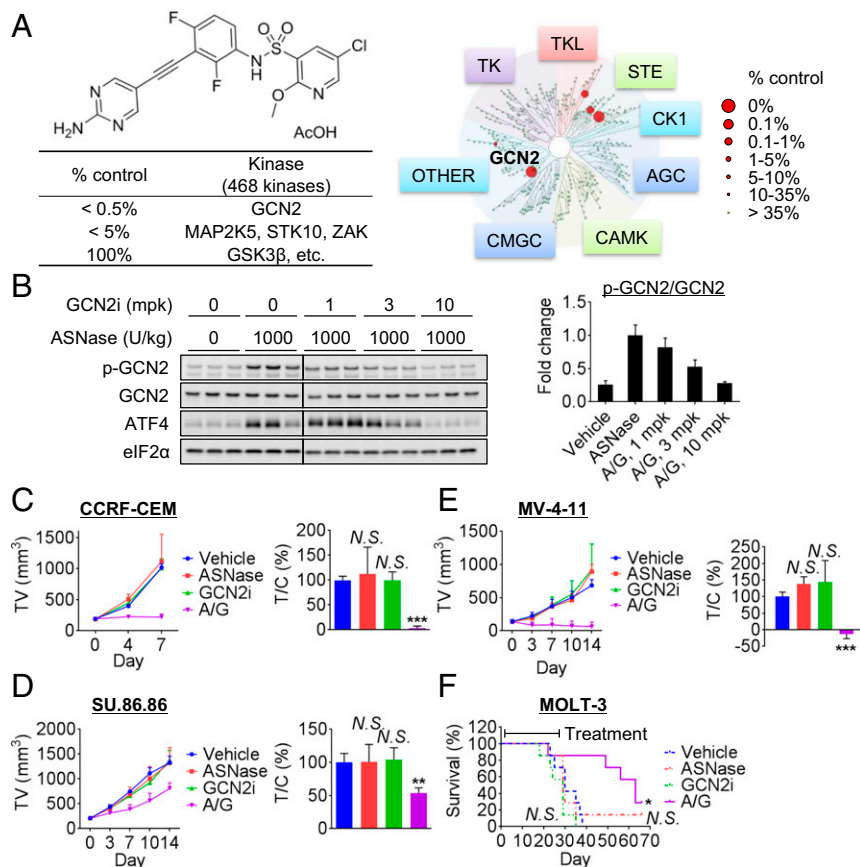 A
F
F
H
N
S
O
O
N
O
Cl
N
N
H₂N
AcOH
% control
Kinase
(468 kinases)
< 0.5%
GCN2
< 5%
MAP2K5, STK10, ZAK
100%
GSK3β, etc.
TKL
TK
STE
CK1
OTHER
GCN2
AGC
CMGC
CAMK
% control
0%
0.1%
0.1-1%
1-5%
5-10%
10-35%
> 35%
B
GCN2i (mpk) 0 0 1 3 10
ASNase (U/kg) 0 1000 1000 1000 1000
p-GCN2
GCN2
ATF4
eIF2α
p-GCN2/GCN2
Fold change
1.5
1.0
0.5
0.0
Vehicle
ASNase
A/G, 1 mpk
A/G, 3 mpk
A/G, 10 mpk
C
CCRF-CEM
TV (mm³)
1500
1000
500
0
0 4 7
Day
Vehicle
ASNase
GCN2i
A/G
T/C (%)
200
150
100
50
0
N.S.
N.S.
***
E
MV-4-11
TV (mm³)
1500
1000
500
0
0 3 7 10 14
Day
Vehicle
ASNase
GCN2i
A/G
T/C (%)
250
200
150
100
50
0
-50
N.S.
N.S.
***
D
SU.86.86
TV (mm³)
2000
1500
1000
500
0
0 3 7 10 14
Day
Vehicle
ASNase
GCN2i
A/G
T/C (%)
150
100
50
0
N.S.
N.S.
**
F
MOLT-3
Treatment
Survival (%)
120
100
80
60
40
20
0
0 10 20 30 40 50 60 70
Day
N.S.
*
N.S.
Vehicle
ASNase
GCN2i
A/G